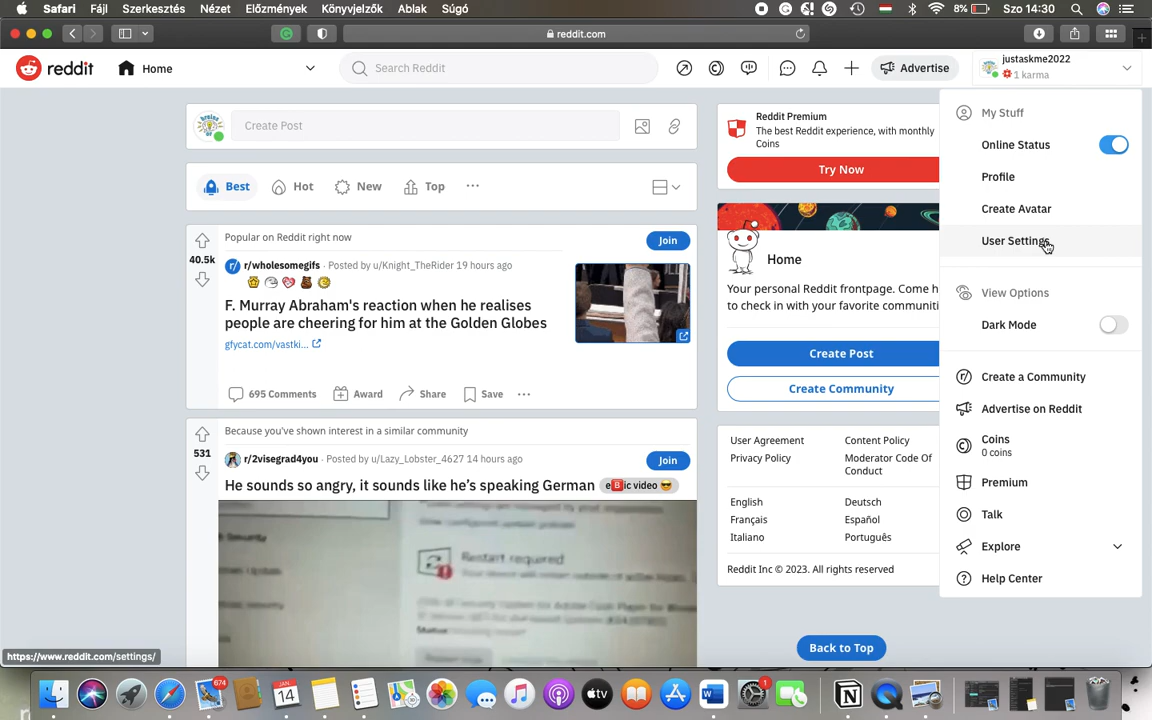 Safari Fájl Szerkesztés Nézet Előzmények Könyvjelzők Ablak Súgó 8% Szo 14:30
reddit.com
reddit Home Search Reddit Advertise justaskme2022
1 karma
Create Post
Best Hot New Top
Popular on Reddit right now
Join
40.5k
r/wholesomegifs · Posted by u/Knight_TheRider 19 hours ago
F. Murray Abraham's reaction when he realises
people are cheering for him at the Golden Globes
gfycat.com/vastki...
695 Comments Award Share Save
Because you've shown interest in a similar community
531
r/2visegrad4you · Posted by u/Lazy_Lobster_4627 14 hours ago
Join
He sounds so angry, it sounds like he's speaking German e🅱ic video 😎
Restart required
Reddit Premium
The best Reddit experience, with monthly
Coins
Try Now
Home
Your personal Reddit frontpage. Come h
to check in with your favorite communiti
Create Post
Create Community
User Agreement Content Policy
Privacy Policy Moderator Code Of
Conduct
English Deutsch
Français Español
Italiano Português
Reddit Inc © 2023. All rights reserved
Back to Top
My Stuff
Online Status
Profile
Create Avatar
User Settings
View Options
Dark Mode
Create a Community
Advertise on Reddit
Coins
0 coins
Premium
Talk
Explore
Help Center
https://www.reddit.com/settings/
674
14
tv
1